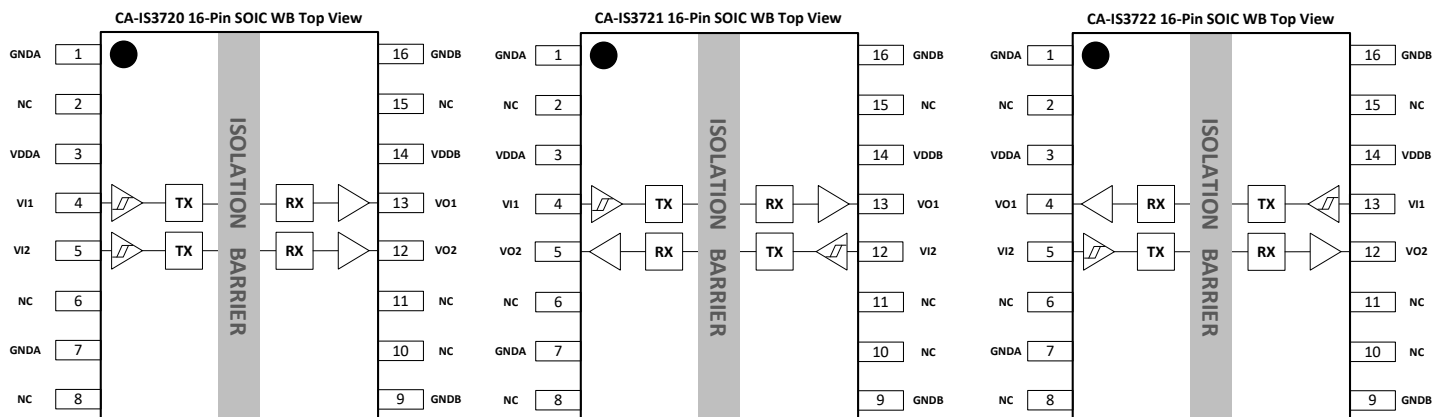 CA-IS3720 16-Pin SOIC WB Top View
GNDA 1 16 GNDB
NC 2 15 NC
VDDA 3 14 VDDB
VI1 4 TX RX 13 VO1
VI2 5 TX RX 12 VO2
NC 6 11 NC
GNDA 7 10 NC
NC 8 9 GNDB
ISOLATION BARRIER
CA-IS3721 16-Pin SOIC WB Top View
GNDA 1 16 GNDB
NC 2 15 NC
VDDA 3 14 VDDB
VI1 4 TX RX 13 VO1
VO2 5 RX TX 12 VI2
NC 6 11 NC
GNDA 7 10 NC
NC 8 9 GNDB
ISOLATION BARRIER
CA-IS3722 16-Pin SOIC WB Top View
GNDA 1 16 GNDB
NC 2 15 NC
VDDA 3 14 VDDB
VO1 4 RX TX 13 VI1
VI2 5 TX RX 12 VO2
NC 6 11 NC
GNDA 7 10 NC
NC 8 9 GNDB
ISOLATION BARRIER